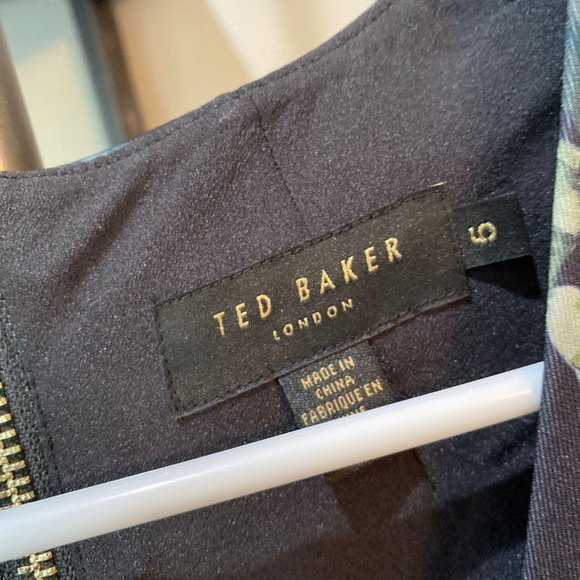 TED BAKER
LONDON
5
MADE IN
CHINA
FABRIQUE EN